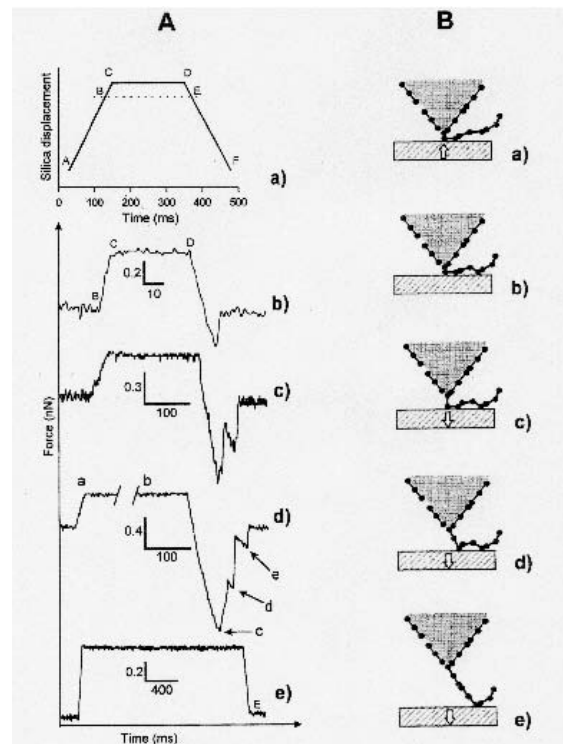 A
B
Silica displacement
C D
B E
A F
0 100 200 300 400 500
Time (ms)
a)
a)
C D
B
0.2
10
b)
b)
0.3
100
c)
c)
Force (nN)
a b
0.4
100
d)
e
d
c
d)
0.2
400
E
e)
e)
Time (ms)